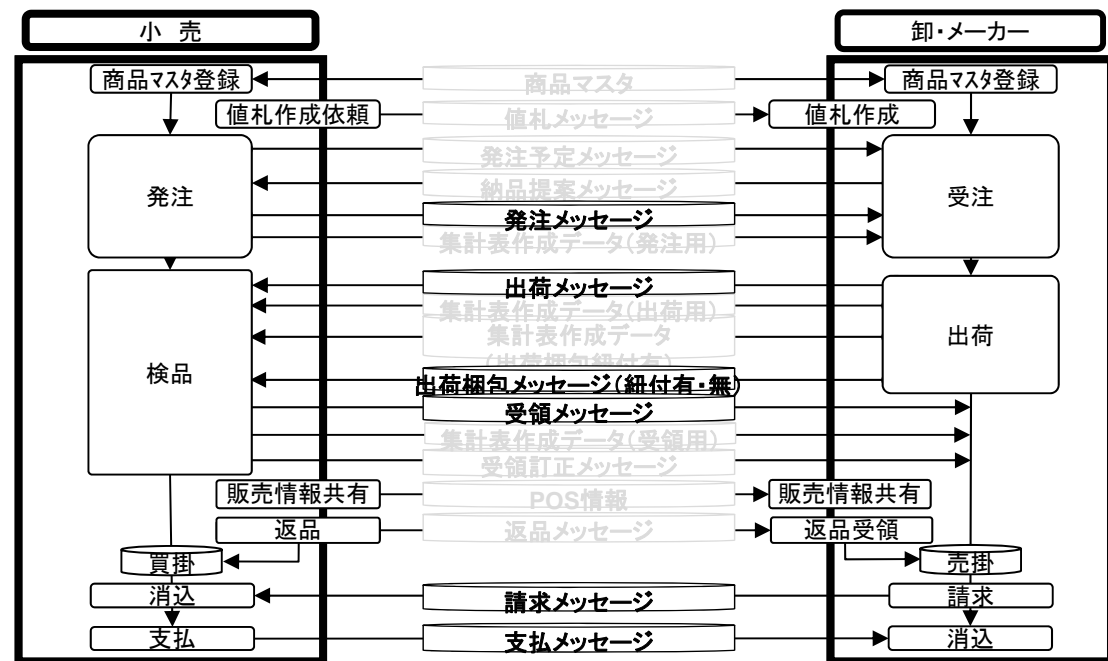 小 売
卸・メーカー
商品マスタ登録
商品マスタ
商品マスタ登録
値札作成依頼
値札メッセージ
値札作成
発注予定メッセージ
発注
納品提案メッセージ
受注
発注メッセージ
集計表作成データ(発注用)
出荷メッセージ
集計表作成データ(出荷用)
集計表作成データ
(出荷梱包紐付有)
出荷
検品
出荷梱包メッセージ(紐付有・無)
受領メッセージ
集計表作成データ(受領用)
受領訂正メッセージ
販売情報共有
POS情報
販売情報共有
返品
返品メッセージ
返品受領
買掛
売掛
消込
請求メッセージ
請求
支払
支払メッセージ
消込